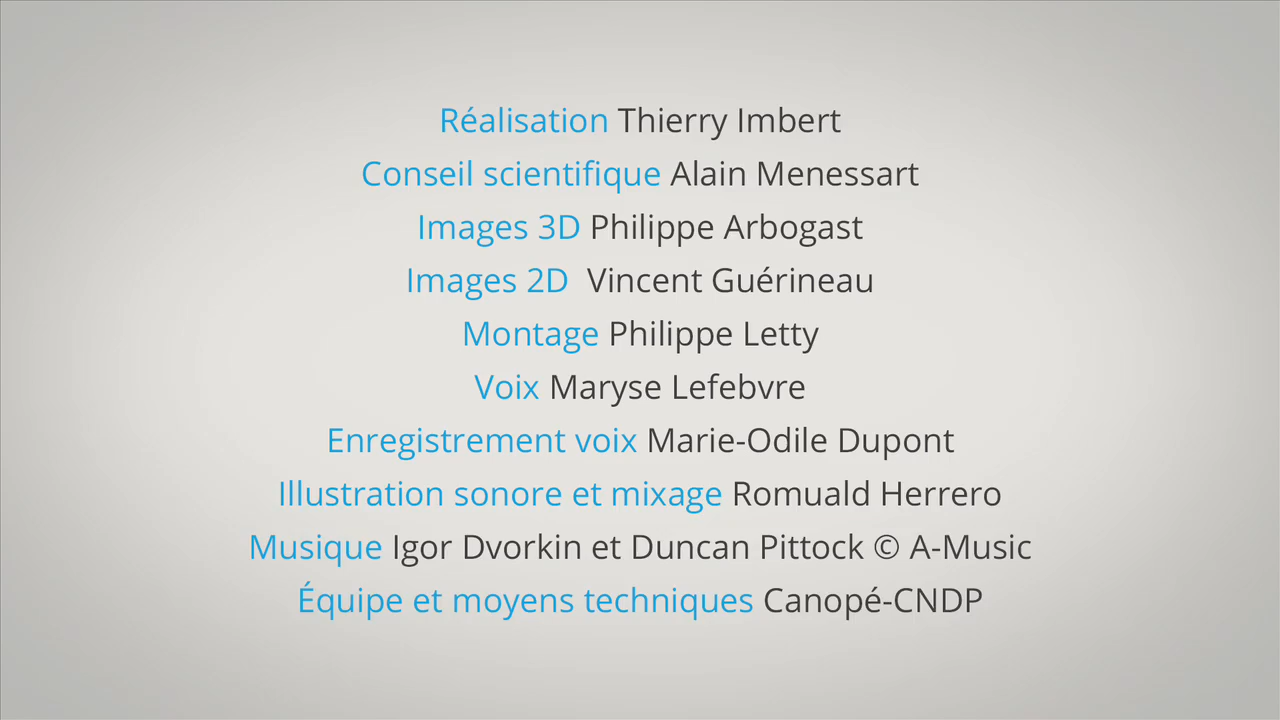 Réalisation Thierry Imbert
Conseil scientifique Alain Menessart
Images 3D Philippe Arbogast
Images 2D Vincent Guérineau
Montage Philippe Letty
Voix Maryse Lefebvre
Enregistrement voix Marie-Odile Dupont
Illustration sonore et mixage Romuald Herrero
Musique Igor Dvorkin et Duncan Pittock © A-Music
Équipe et moyens techniques Canopé-CNDP